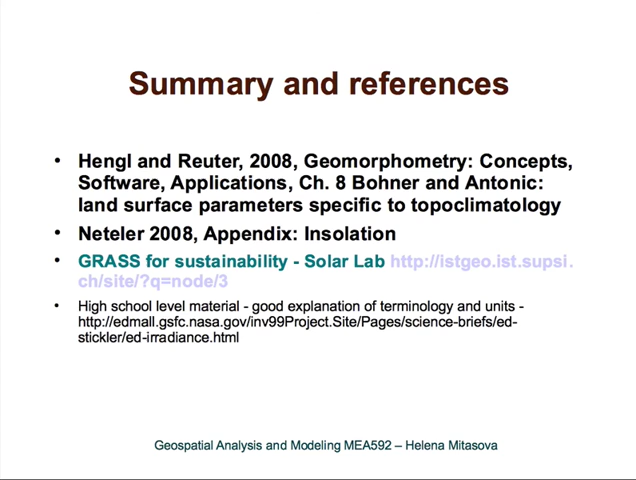 Summary and references
• Hengl and Reuter, 2008, Geomorphometry: Concepts,
Software, Applications, Ch. 8 Bohner and Antonic:
land surface parameters specific to topoclimatology
• Neteler 2008, Appendix: Insolation
• GRASS for sustainability - Solar Lab http://istgeo.ist.supsi.
ch/site/?q=node/3
• High school level material - good explanation of terminology and units -
http://edmall.gsfc.nasa.gov/inv99Project.Site/Pages/science-briefs/ed-
stickler/ed-irradiance.html
Geospatial Analysis and Modeling MEA592 – Helena Mitasova